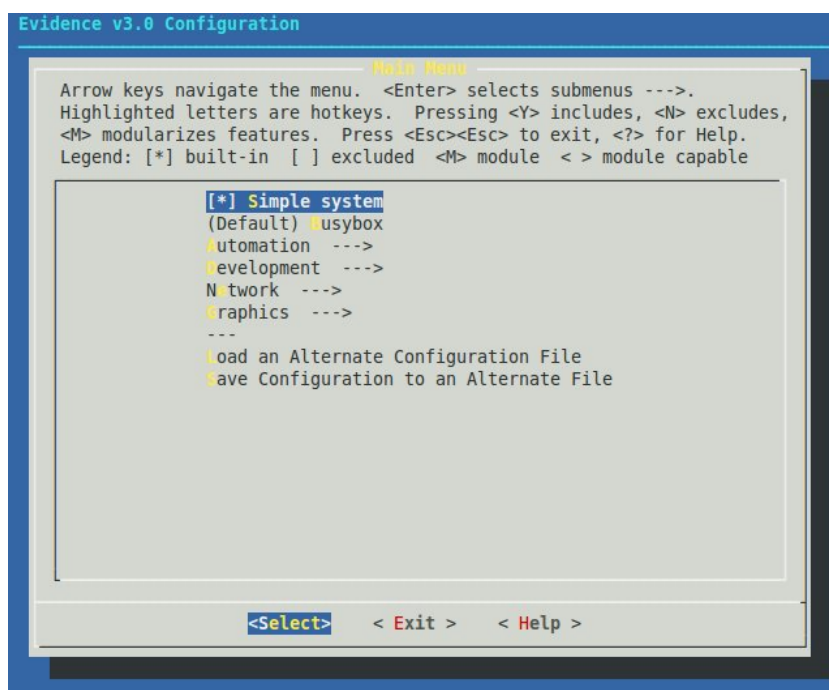 Evidence v3.0 Configuration
Main Menu
Arrow keys navigate the menu.  <Enter> selects submenus --->.
Highlighted letters are hotkeys.  Pressing <Y> includes, <N> excludes,
<M> modularizes features.  Press <Esc><Esc> to exit, <?> for Help.
Legend: [*] built-in  [ ] excluded  <M> module  < > module capable
[*] Simple system
(Default) Busybox
Automation  --->
Development  --->
Network  --->
Graphics  --->
---
Load an Alternate Configuration File
Save Configuration to an Alternate File
<Select>    < Exit >    < Help >